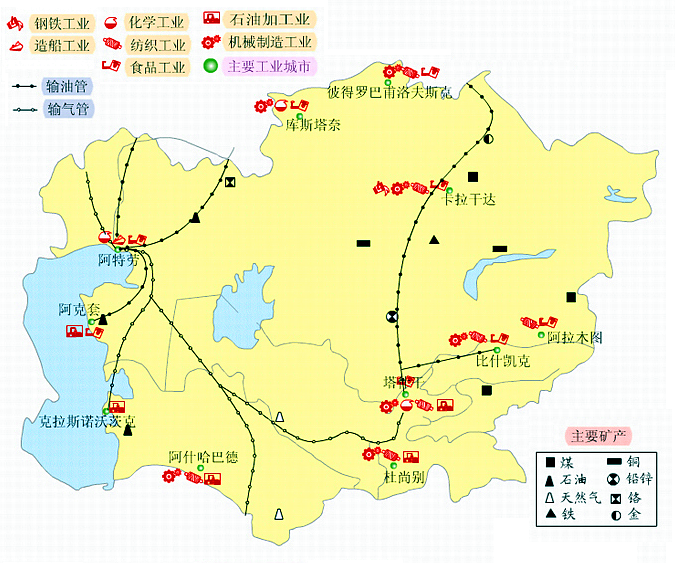 钢铁工业 化学工业 石油加工业
造船工业 纺织工业 机械制造工业
食品工业 主要工业城市
输油管
输气管
彼得罗巴甫洛夫斯克
库斯塔奈
卡拉干达
阿特劳
阿克套
阿拉木图
比什凯克
塔什干
克拉斯诺沃茨克
阿什哈巴德
杜尚别
主要矿产
煤 铜
石油 铅锌
天然气 铬
铁 金